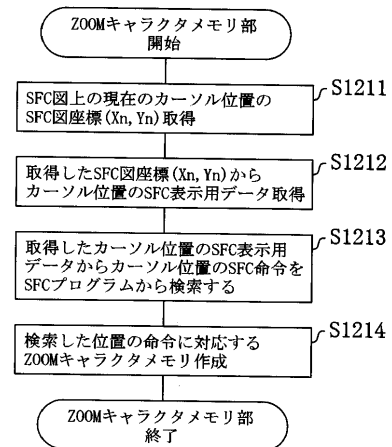 ZOOMキャラクタメモリ部
開始
SFC図上の現在のカーソル位置の
SFC図座標(Xn,Yn)取得
S1211
取得したSFC図座標(Xn,Yn)から
カーソル位置のSFC表示用データ取得
S1212
取得したカーソル位置のSFC表示用
データからカーソル位置のSFC命令を
SFCプログラムから検索する
S1213
検索した位置の命令に対応する
ZOOMキャラクタメモリ作成
S1214
ZOOMキャラクタメモリ部
終了